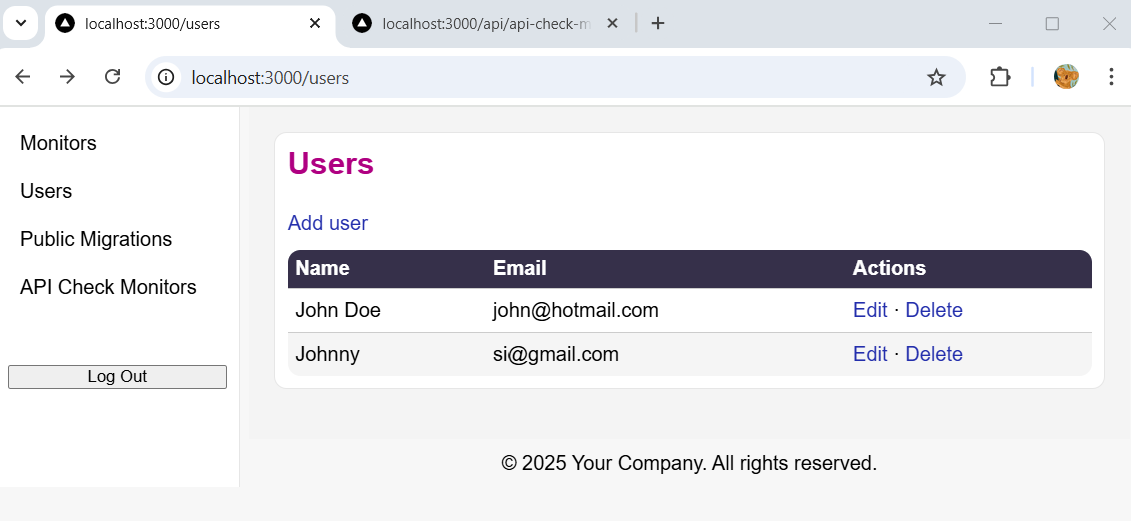 localhost:3000/users
localhost:3000/api/api-check-m
localhost:3000/users
Monitors
Users
Public Migrations
API Check Monitors
Log Out
Users
Add user
Name Email Actions
John Doe john@hotmail.com Edit · Delete
Johnny si@gmail.com Edit · Delete
© 2025 Your Company. All rights reserved.